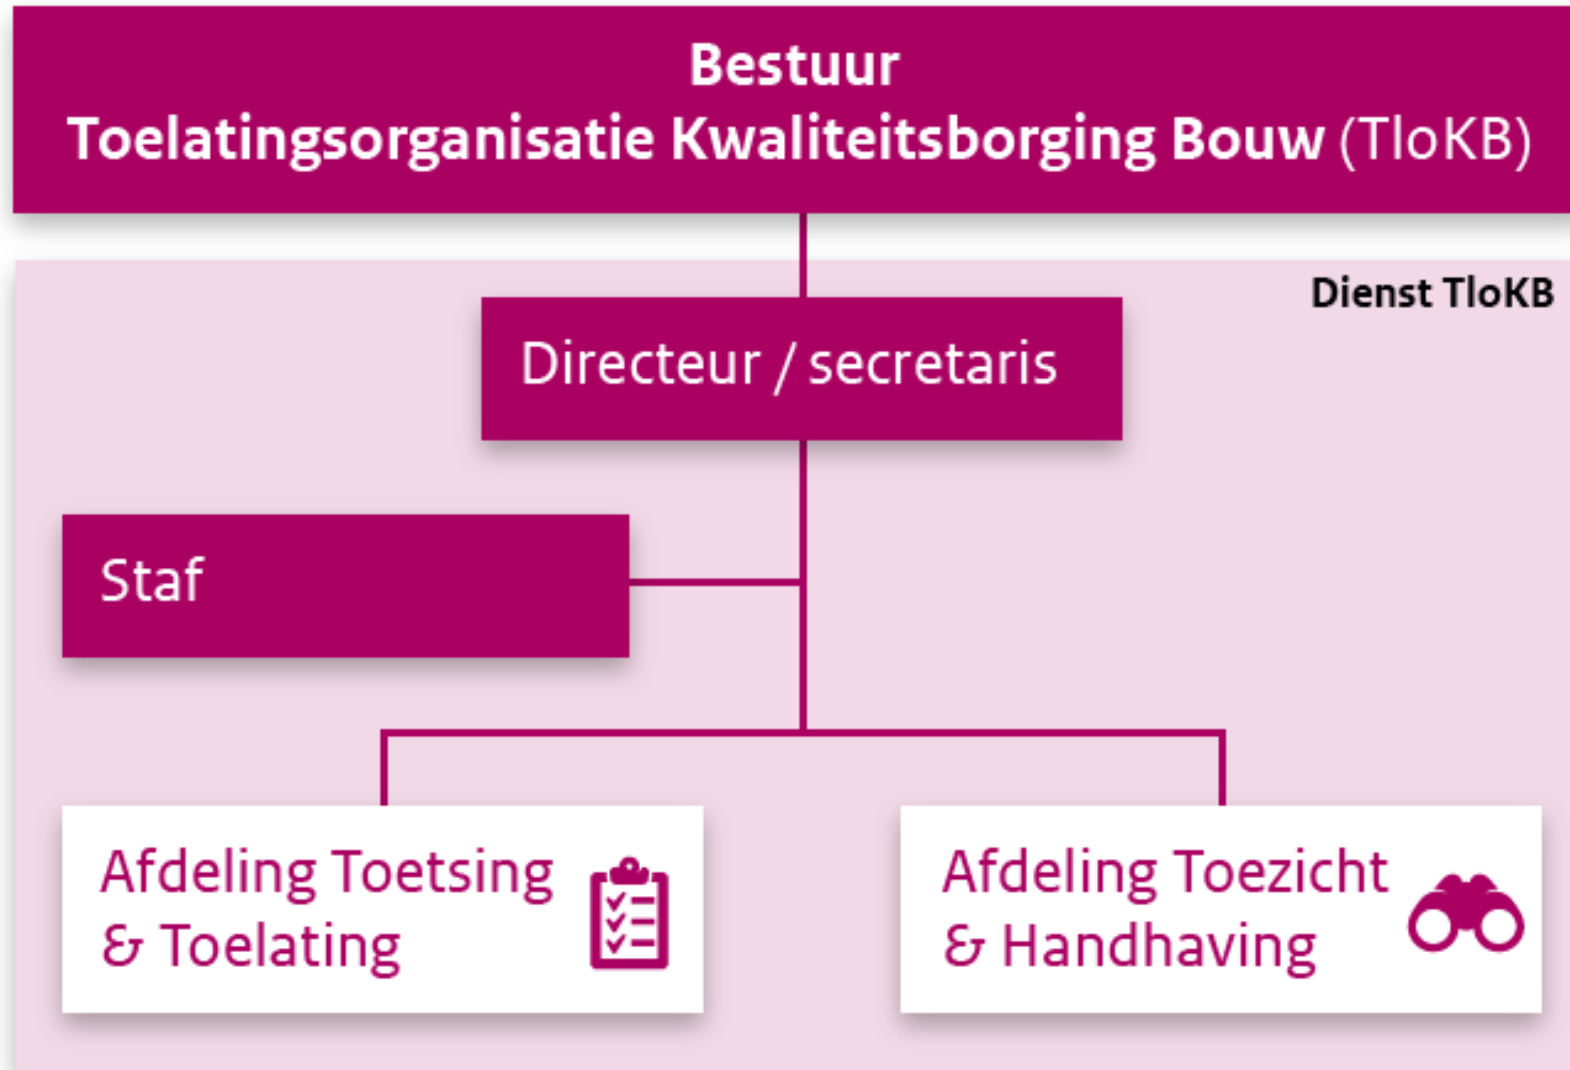 Bestuur
Toelatingsorganisatie Kwaliteitsborging Bouw (TloKB)
Dienst TloKB
Directeur / secretaris
Staf
Afdeling Toetsing
& Toelating
Afdeling Toezicht
& Handhaving